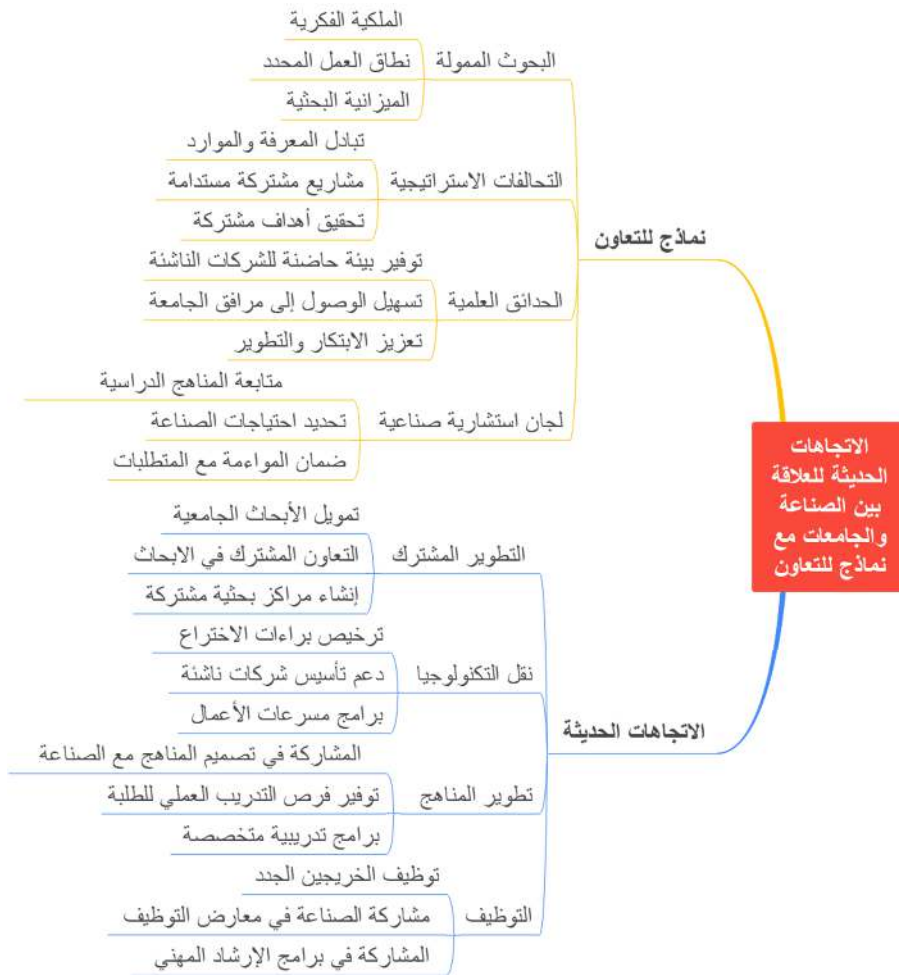 الاتجاهات
الحديثة للعلاقة
بين الصناعة
والجامعات مع
نماذج للتعاون
نماذج للتعاون
البحوث الممولة
الملكية الفكرية
نطاق العمل المحدد
الميزانية البحثية
التحالفات الاستراتيجية
تبادل المعرفة والموارد
مشاريع مشتركة مستدامة
تحقيق أهداف مشتركة
الحدائق العلمية
توفير بيئة حاضنة للشركات الناشئة
تسهيل الوصول إلى مرافق الجامعة
تعزيز الابتكار والتطوير
لجان استشارية صناعية
متابعة المناهج الدراسية
تحديد احتياجات الصناعة
ضمان المواءمة مع المتطلبات
الاتجاهات الحديثة
التطوير المشترك
تمويل الأبحاث الجامعية
التعاون المشترك في الابحاث
إنشاء مراكز بحثية مشتركة
نقل التكنولوجيا
ترخيص براءات الاختراع
دعم تأسيس شركات ناشئة
برامج مسرعات الأعمال
تطوير المناهج
المشاركة في تصميم المناهج مع الصناعة
توفير فرص التدريب العملي للطلبة
برامج تدريبية متخصصة
التوظيف
توظيف الخريجين الجدد
مشاركة الصناعة في معارض التوظيف
المشاركة في برامج الإرشاد المهني